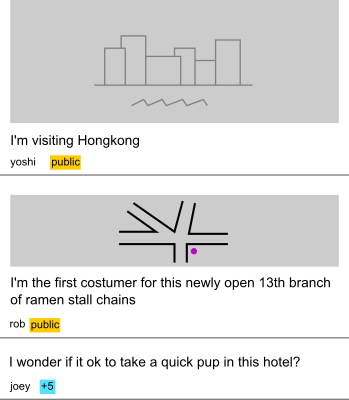 I'm visiting Hongkong
yoshi public
I'm the first costumer for this newly open 13th branch
of ramen stall chains
rob public
I wonder if it ok to take a quick pup in this hotel?
joey +5